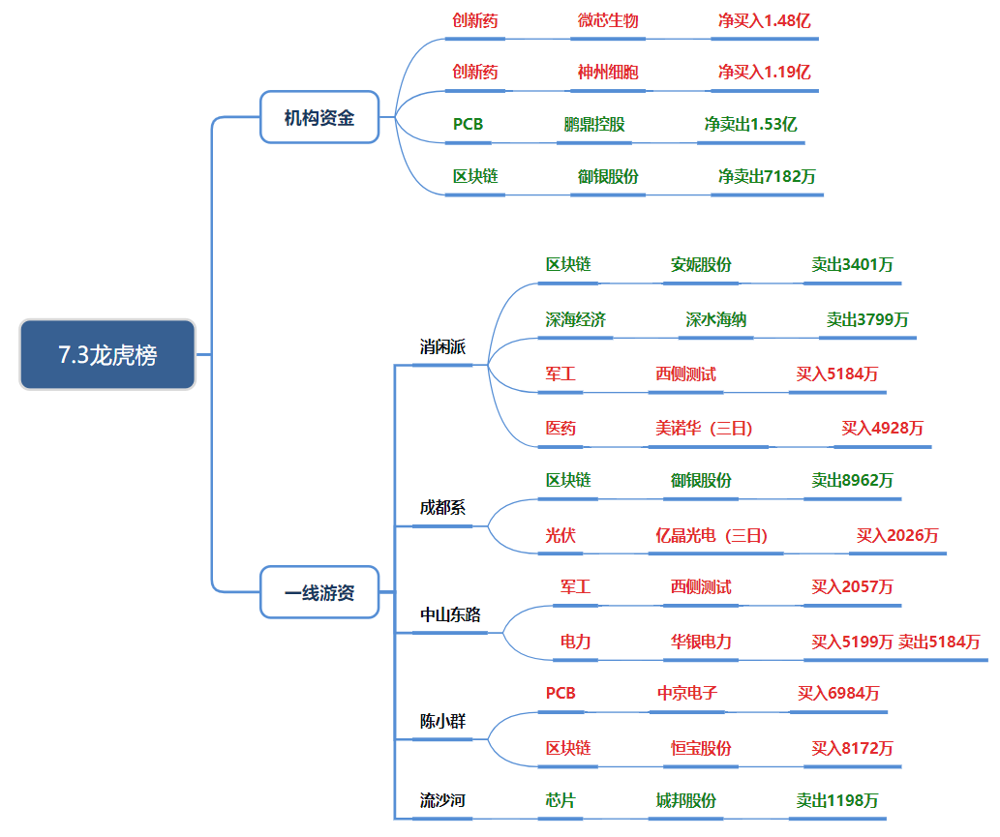 7.3龙虎榜
机构资金
创新药 微芯生物 净买入1.48亿
创新药 神州细胞 净买入1.19亿
PCB 鹏鼎控股 净卖出1.53亿
区块链 御银股份 净卖出7182万
一线游资
消闲派
区块链 安妮股份 卖出3401万
深海经济 深水海纳 卖出3799万
军工 西侧测试 买入5184万
医药 美诺华（三日） 买入4928万
成都系
区块链 御银股份 卖出8962万
光伏 亿晶光电（三日） 买入2026万
中山东路
军工 西侧测试 买入2057万
电力 华银电力 买入5199万 卖出5184万
陈小群
PCB 中京电子 买入6984万
区块链 恒宝股份 买入8172万
流沙河
芯片 城邦股份 卖出1198万